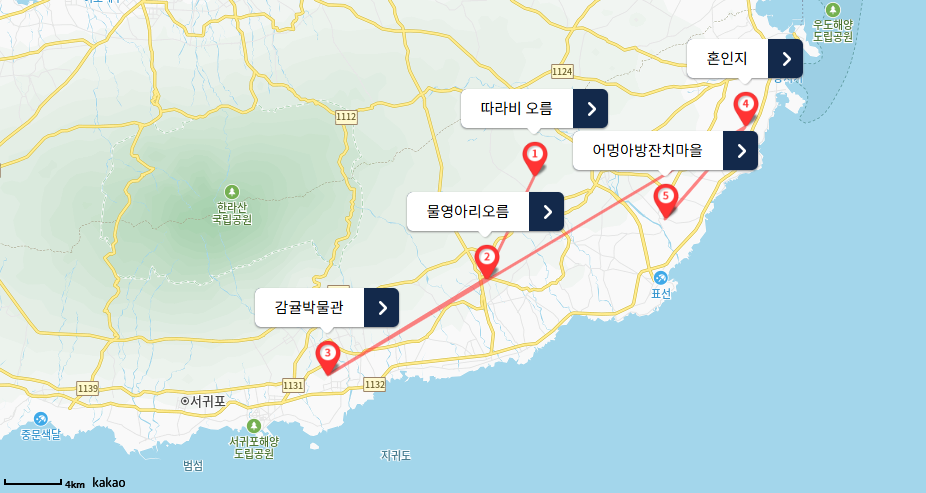 우도해양
도립공원
혼인지
1124
4
따라비 오름
1112
1
어멍아방잔치마을
5
한라산
국립공원
물영아리오름
2
표선
감귤박물관
3
1131
1132
1139
서귀포
중문색달
서귀포해양
도립공원
지귀도
범섬
4km kakao